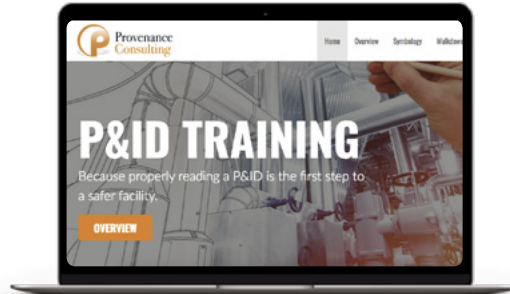 Provenance
Consulting
Home Overview Symbology Walkdown
P&ID TRAINING
Because properly reading a P&ID is the first step to
a safer facility.
OVERVIEW